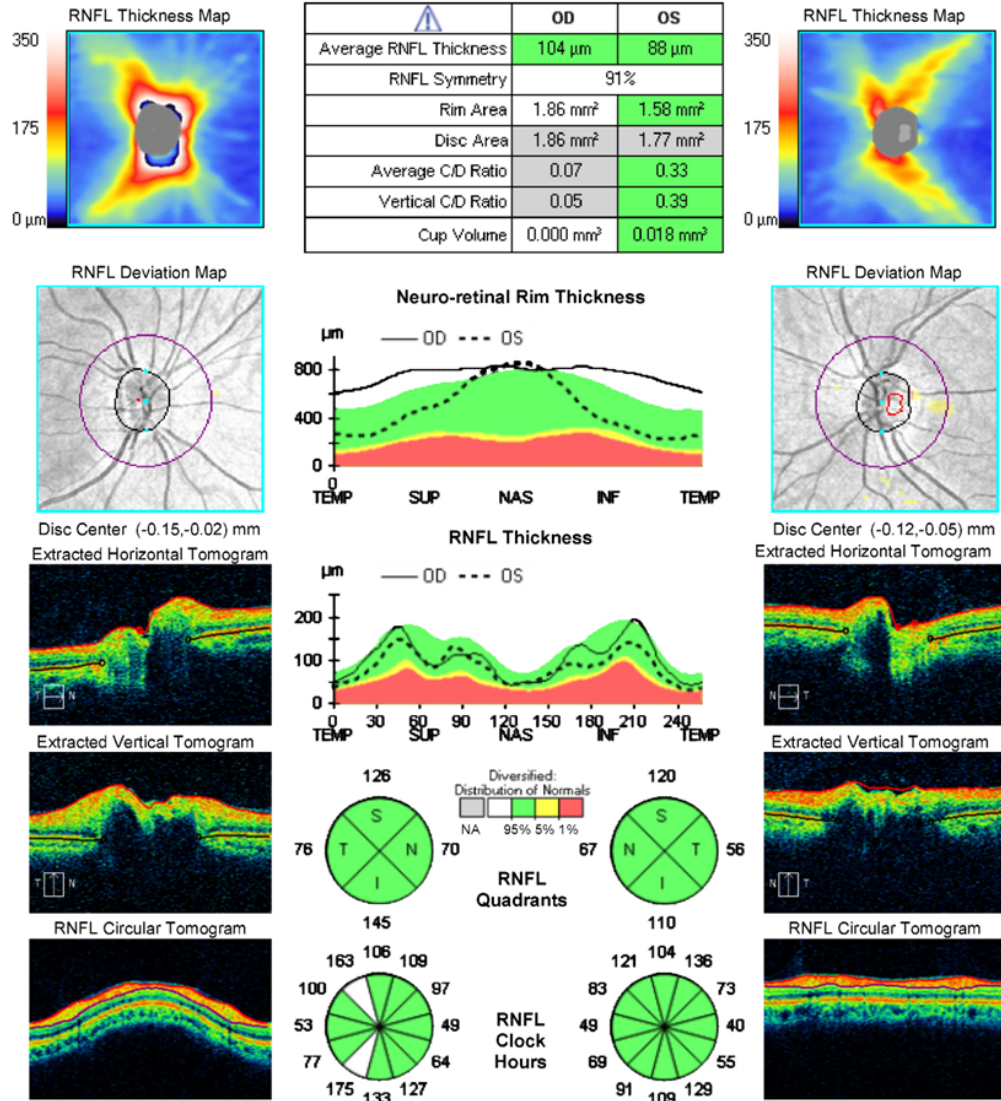 RNFL Thickness Map
350
175
0 µm
OD OS
Average RNFL Thickness 104 µm 88 µm
RNFL Symmetry 91%
Rim Area 1.86 mm² 1.58 mm²
Disc Area 1.86 mm² 1.77 mm²
Average C/D Ratio 0.07 0.33
Vertical C/D Ratio 0.05 0.39
Cup Volume 0.000 mm³ 0.018 mm³
RNFL Thickness Map
350
175
0 µm
RNFL Deviation Map
Disc Center (-0.15,-0.02) mm
Neuro-retinal Rim Thickness
µm
OD OS
800
400
0
0
TEMP SUP NAS INF TEMP
RNFL Deviation Map
Disc Center (-0.12,-0.05) mm
Extracted Horizontal Tomogram
T N
RNFL Thickness
µm
OD OS
200
100
0
0 30 60 90 120 150 180 210 240
TEMP SUP NAS INF TEMP
Extracted Horizontal Tomogram
N T
Extracted Vertical Tomogram
T N
126
S
76 T N 70
I
145
Diversified:
Distribution of Normals
NA 95% 5% 1%
RNFL
Quadrants
120
S
67 N T 56
I
110
Extracted Vertical Tomogram
N T
RNFL Circular Tomogram
106
163 109
100 97
53 49
77 64
175 127
133
RNFL
Clock
Hours
104
121 136
83 73
49 40
69 55
91 129
109
RNFL Circular Tomogram